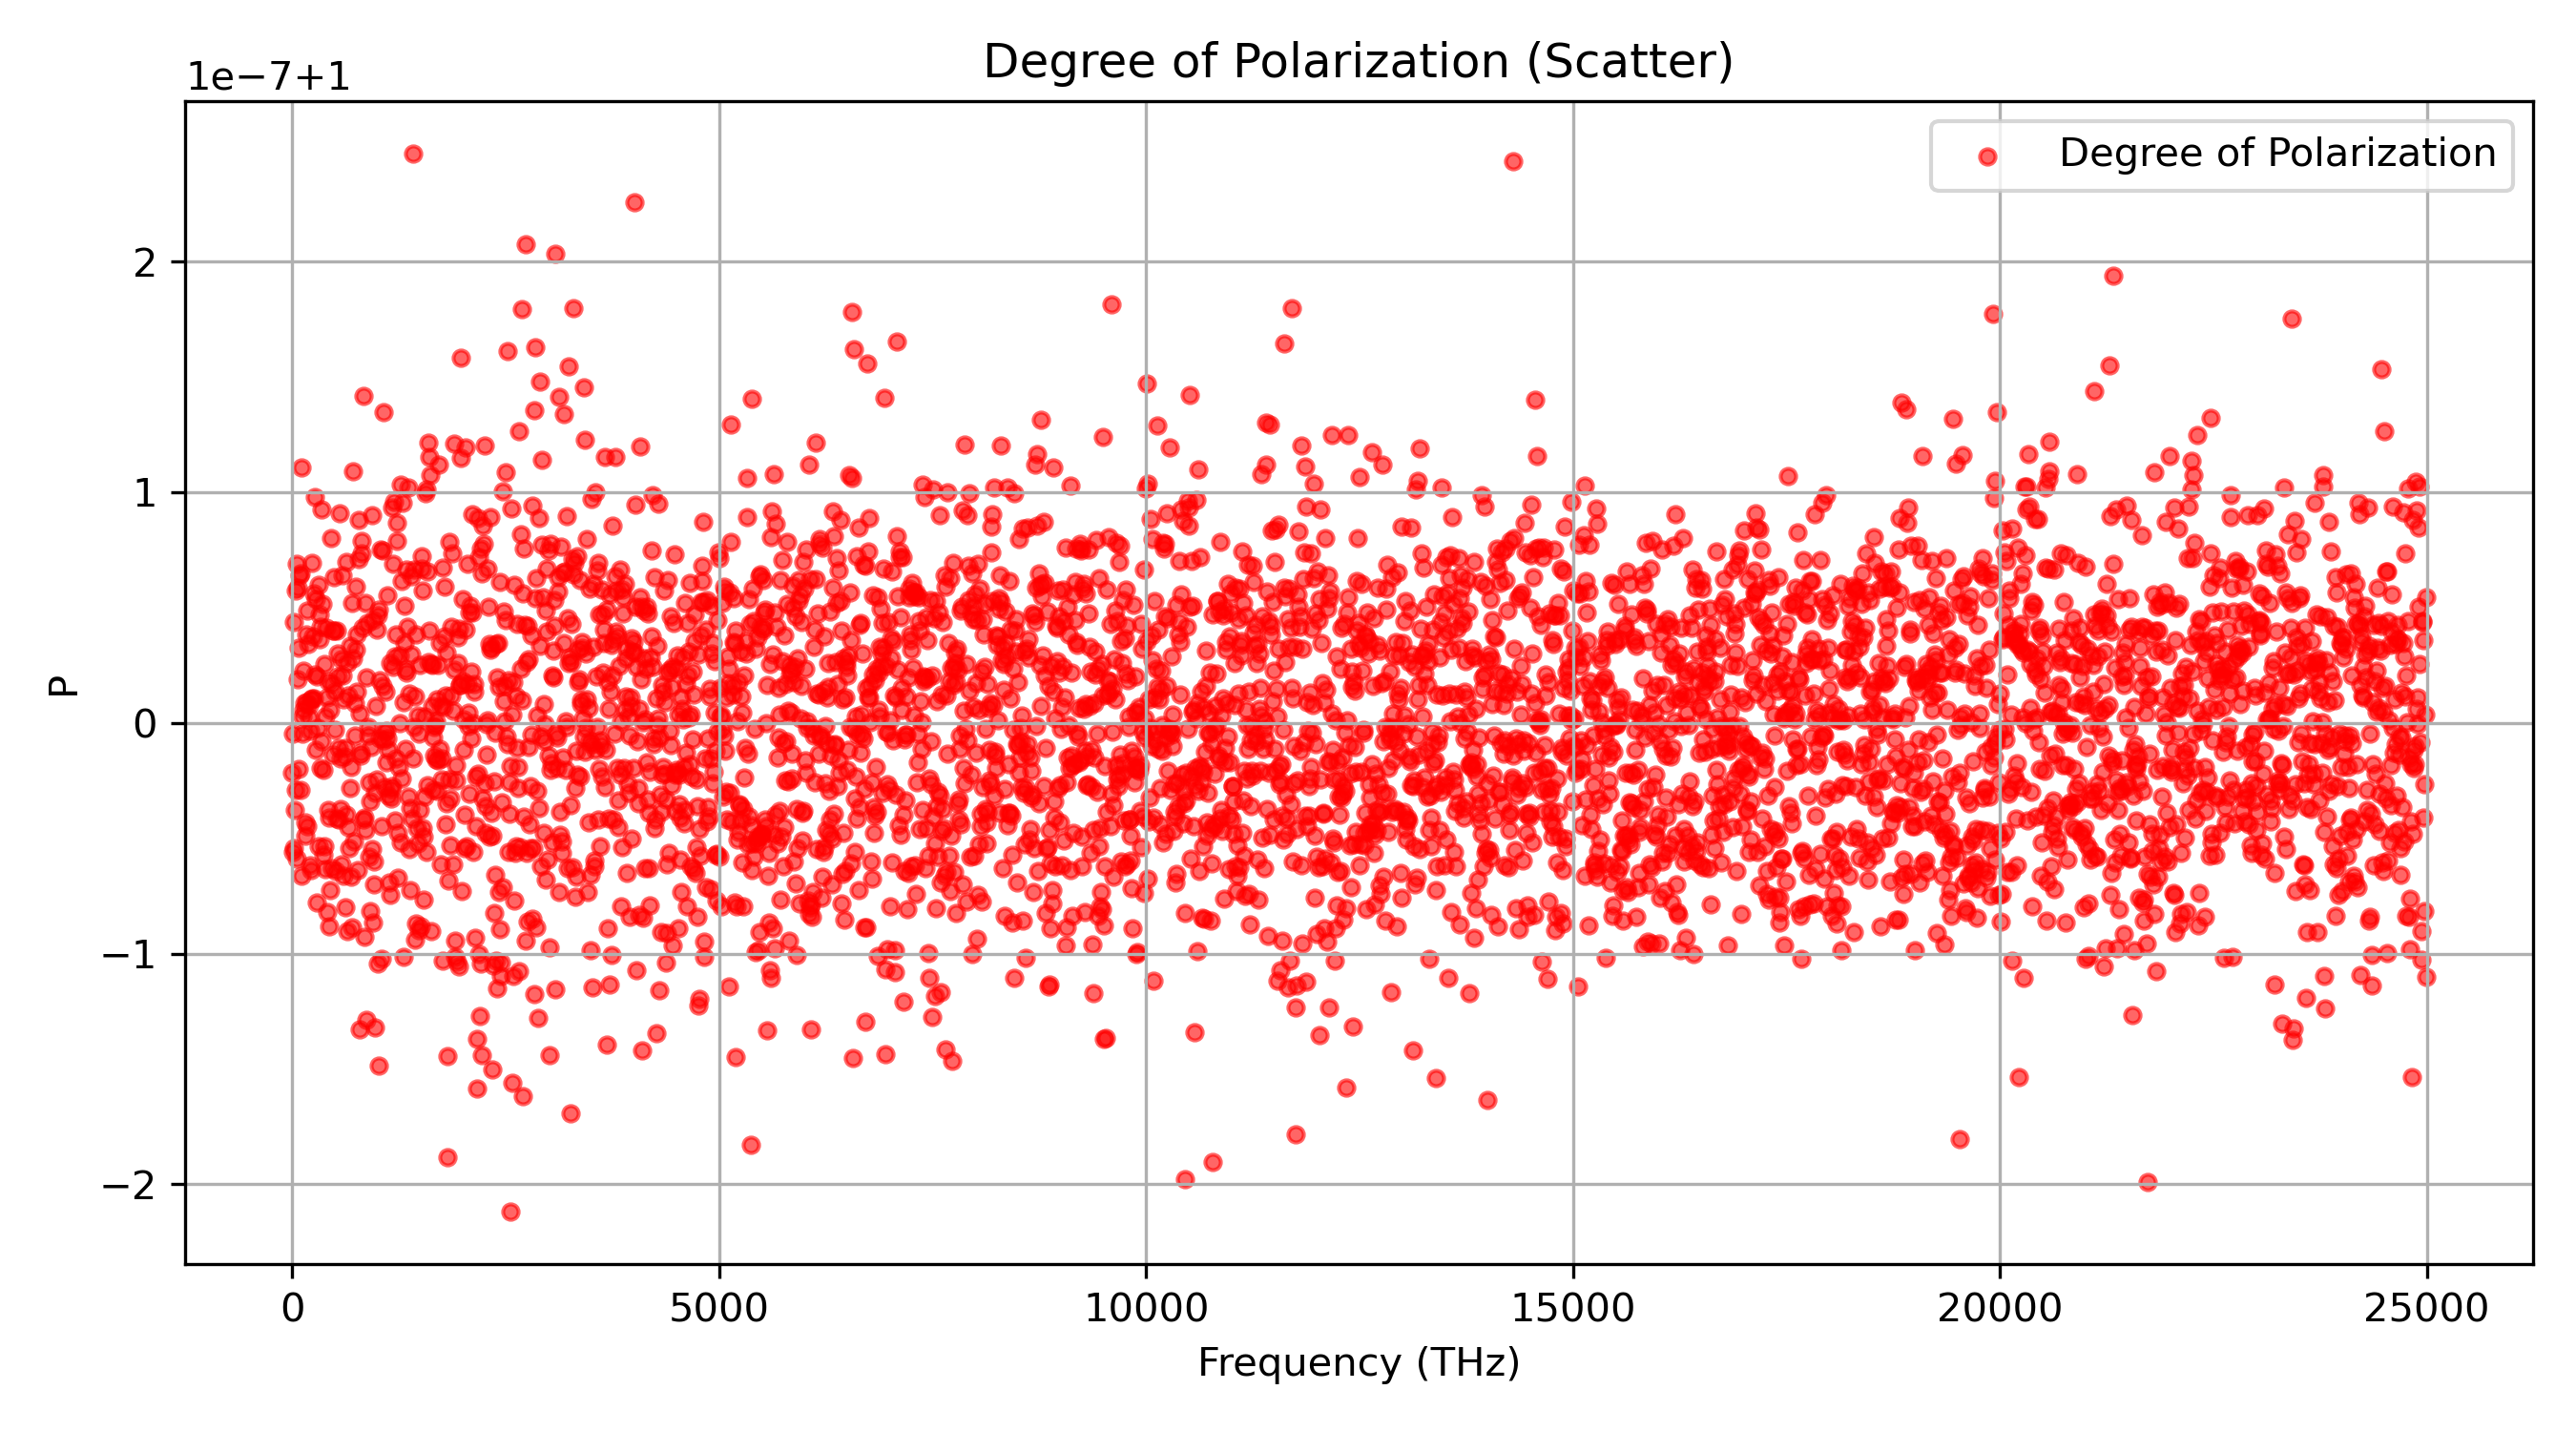 Degree of Polarization (Scatter)
1e−7+1
Degree of Polarization
2
1
0
−1
−2
P
0 5000 10000 15000 20000 25000
Frequency (THz)